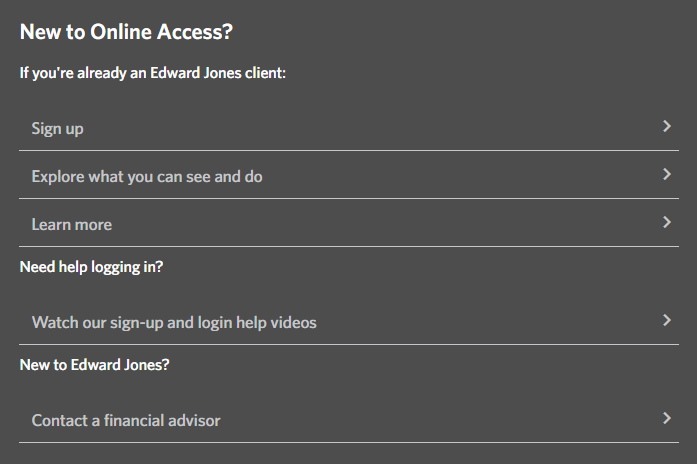 New to Online Access?
If you're already an Edward Jones client:
Sign up
Explore what you can see and do
Learn more
Need help logging in?
Watch our sign-up and login help videos
New to Edward Jones?
Contact a financial advisor